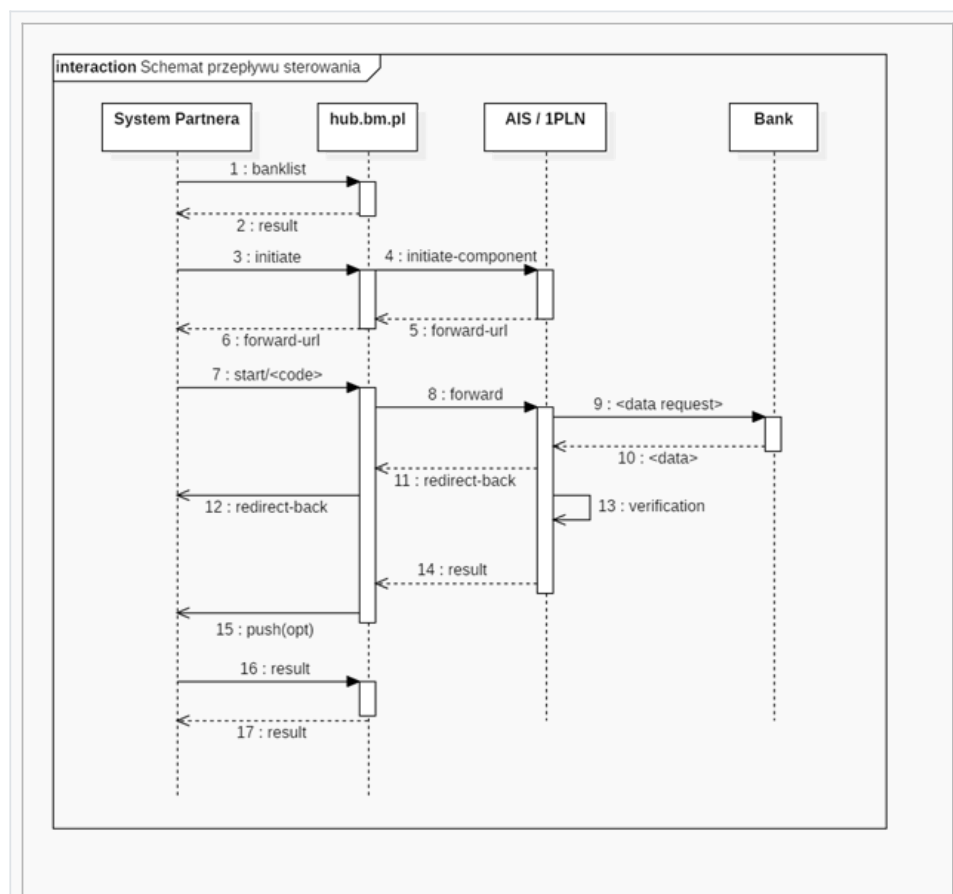 interaction Schemat przepływu sterowania
System Partnera
hub.bm.pl
AIS / 1PLN
Bank
1 : banklist
2 : result
3 : initiate
4 : initiate-component
5 : forward-url
6 : forward-url
7 : start/<code>
8 : forward
9 : <data request>
10 : <data>
11 : redirect-back
12 : redirect-back
13 : verification
14 : result
15 : push(opt)
16 : result
17 : result